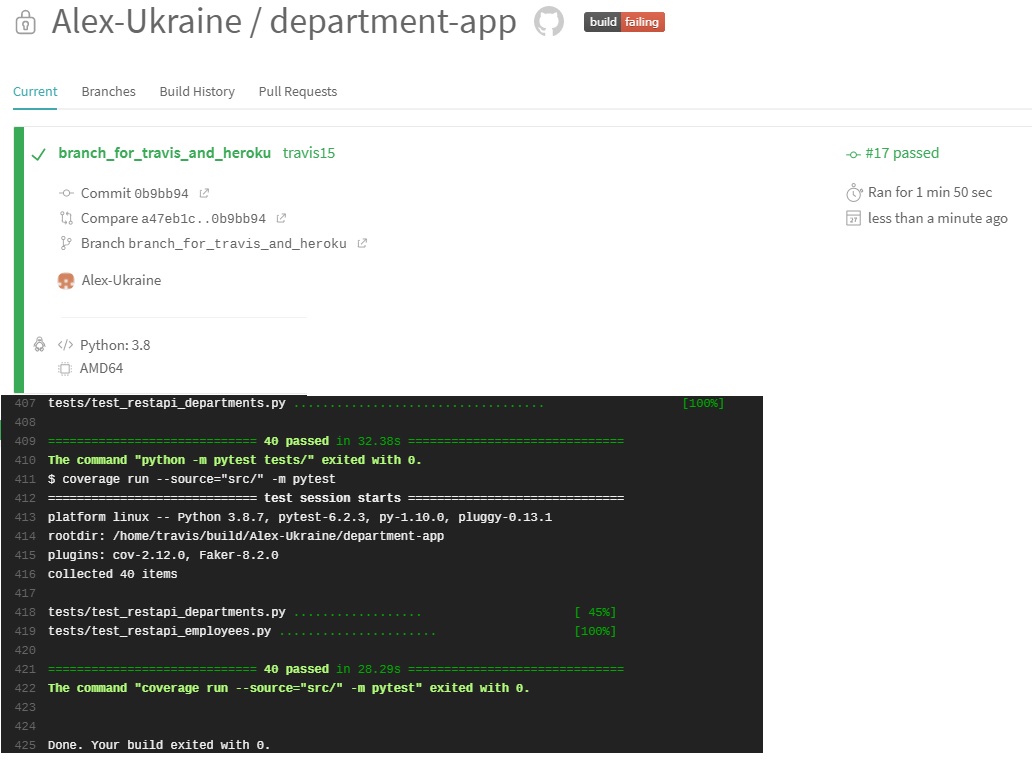 Alex-Ukraine / department-app build failing
Current Branches Build History Pull Requests
branch_for_travis_and_heroku travis15 #17 passed
Commit 0b9bb94 Ran for 1 min 50 sec
Compare a47eb1c..0b9bb94 27 less than a minute ago
Branch branch_for_travis_and_heroku
Alex-Ukraine
</> Python: 3.8
AMD64
407 tests/test_restapi_departments.py ................................... [100%]
408
409 ============================= 40 passed in 32.38s ==============================
410 The command "python -m pytest tests/" exited with 0.
411 $ coverage run --source="src/" -m pytest
412 ============================= test session starts ==============================
413 platform linux -- Python 3.8.7, pytest-6.2.3, py-1.10.0, pluggy-0.13.1
414 rootdir: /home/travis/build/Alex-Ukraine/department-app
415 plugins: cov-2.12.0, Faker-8.2.0
416 collected 40 items
417
418 tests/test_restapi_departments.py .................. [ 45%]
419 tests/test_restapi_employees.py ...................... [100%]
420
421 ============================= 40 passed in 28.29s ==============================
422 The command "coverage run --source="src/" -m pytest" exited with 0.
423
424
425 Done. Your build exited with 0.